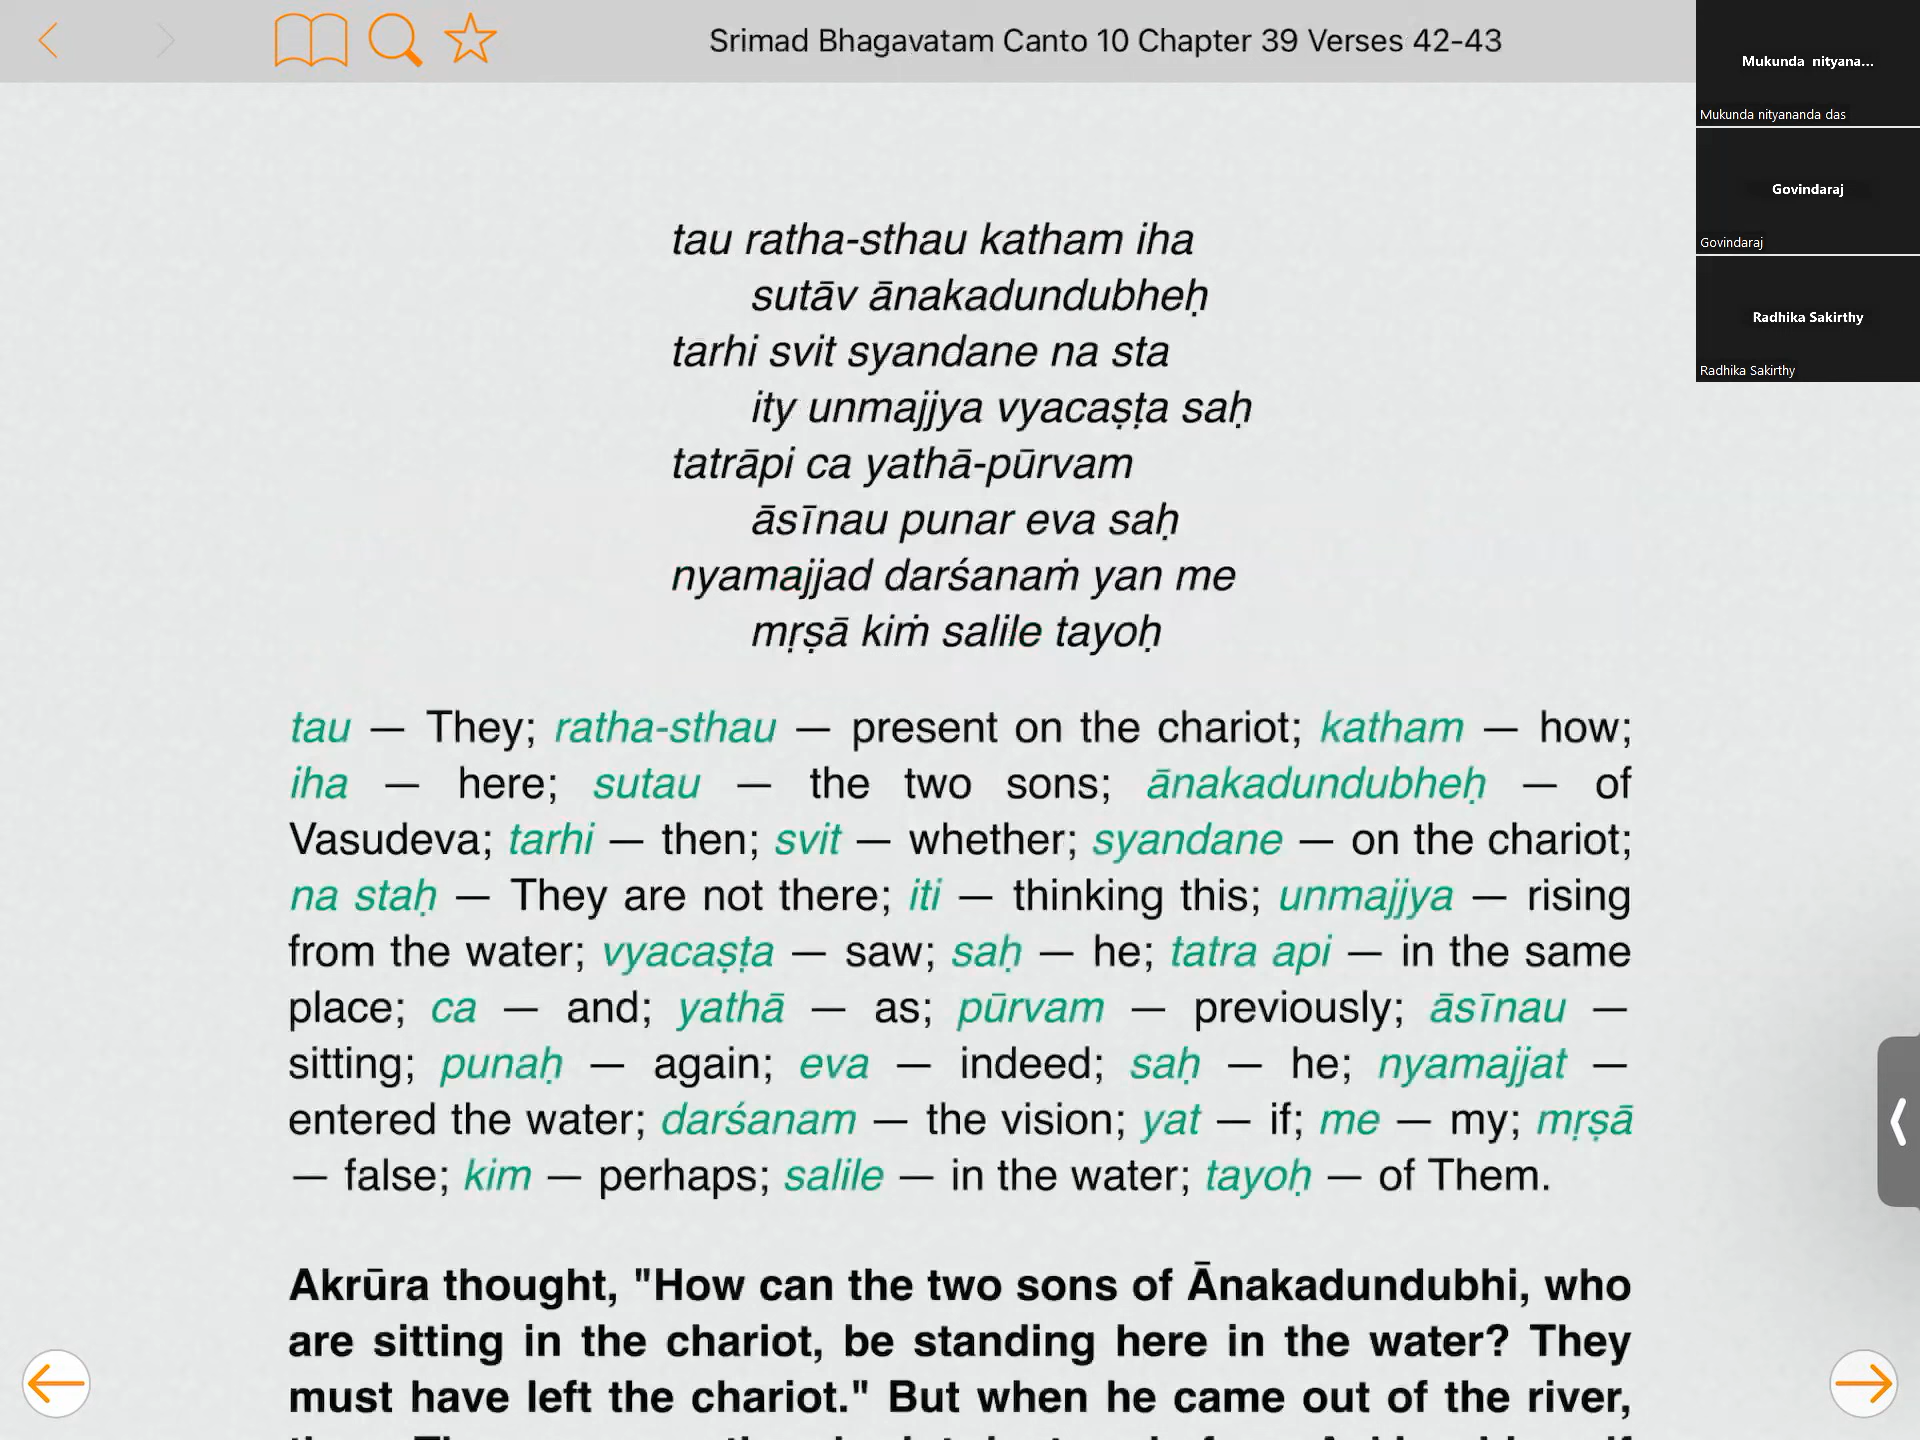 Srimad Bhagavatam Canto 10 Chapter 39 Verses 42-43
Mukunda nityana...
Mukunda nityananda das
Govindaraj
Govindaraj
Radhika Sakirthy
Radhika Sakirthy
tau ratha-sthau katham iha
sutāv ānakadundubheḥ
tarhi svit syandane na sta
ity unmajjya vyacaṣṭa saḥ
tatrāpi ca yathā-pūrvam
āsīnau punar eva saḥ
nyamajjad darśanaṁ yan me
mṛṣā kiṁ salile tayoḥ
tau — They; ratha-sthau — present on the chariot; katham — how;
iha — here; sutau — the two sons; ānakadundubheḥ — of
Vasudeva; tarhi — then; svit — whether; syandane — on the chariot;
na staḥ — They are not there; iti — thinking this; unmajjya — rising
from the water; vyacaṣṭa — saw; saḥ — he; tatra api — in the same
place; ca — and; yathā — as; pūrvam — previously; āsīnau —
sitting; punaḥ — again; eva — indeed; saḥ — he; nyamajjat —
entered the water; darśanam — the vision; yat — if; me — my; mṛṣā
— false; kim — perhaps; salile — in the water; tayoḥ — of Them.
Akrūra thought, "How can the two sons of Ānakadundubhi, who
are sitting in the chariot, be standing here in the water? They
must have left the chariot." But when he came out of the river,